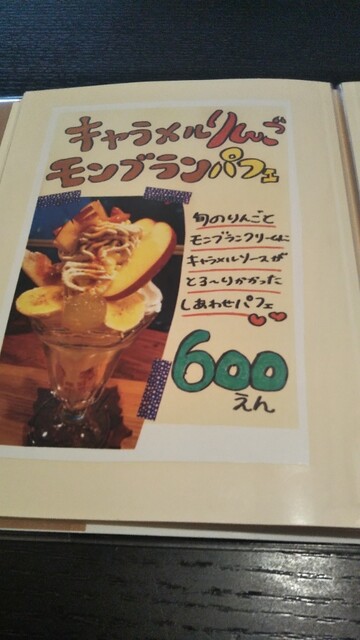 キャラメルりんご
モンブランパフェ
旬のりんごと
モンブランクリームに
キャラメルソースが
とろ〜りかかった
しあわせパフェ
600
えん